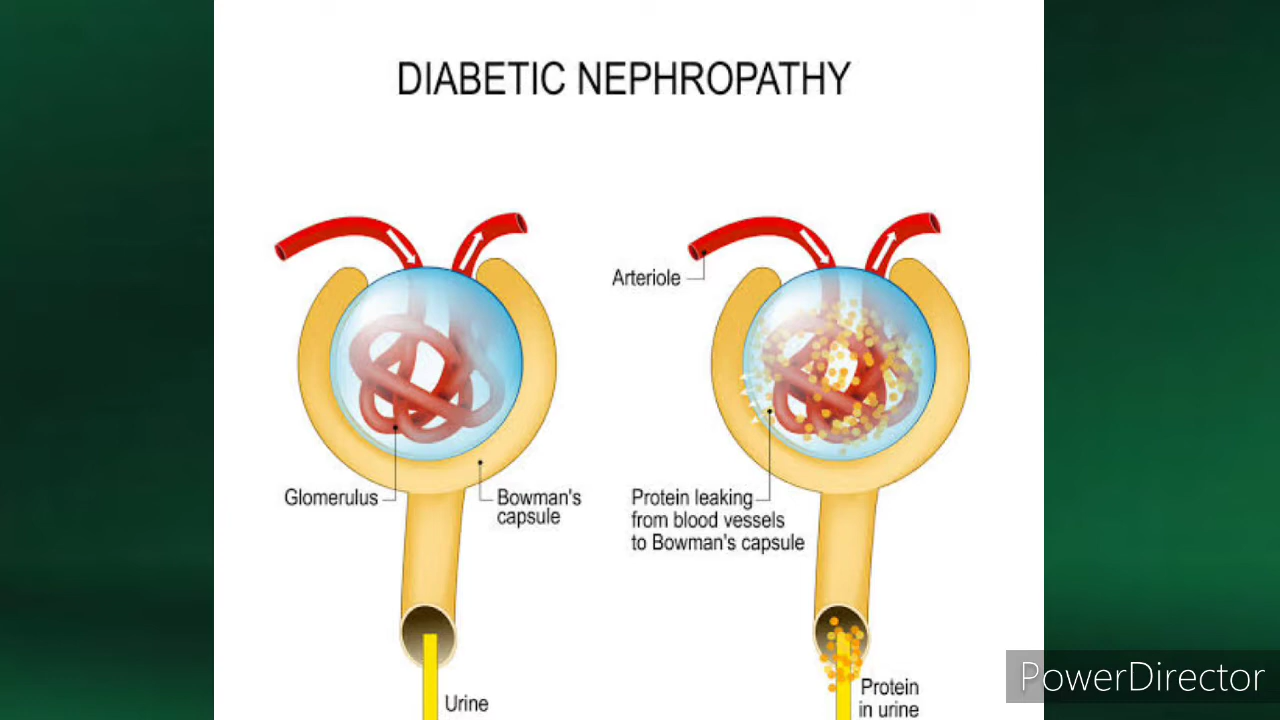 DIABETIC NEPHROPATHY
Arteriole
Glomerulus
Bowman's
capsule
Protein leaking
from blood vessels
to Bowman's capsule
Urine
Protein
in urine
PowerDirector